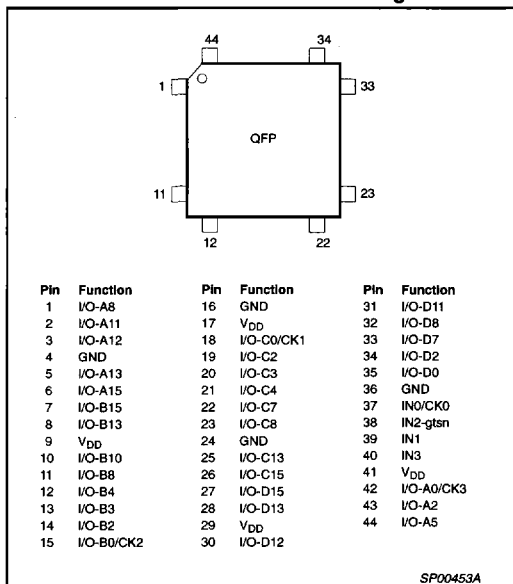 44 34
1 33
QFP
11 23
12 22
Pin Function Pin Function Pin Function
1 I/O-A8 16 GND 31 I/O-D11
2 I/O-A11 17 VDD 32 I/O-D8
3 I/O-A12 18 I/O-C0/CK1 33 I/O-D7
4 GND 19 I/O-C2 34 I/O-D2
5 I/O-A13 20 I/O-C3 35 I/O-D0
6 I/O-A15 21 I/O-C4 36 GND
7 I/O-B15 22 I/O-C7 37 IN0/CK0
8 I/O-B13 23 I/O-C8 38 IN2-gtsn
9 VDD 24 GND 39 IN1
10 I/O-B10 25 I/O-C13 40 IN3
11 I/O-B8 26 I/O-C15 41 VDD
12 I/O-B4 27 I/O-D15 42 I/O-A0/CK3
13 I/O-B3 28 I/O-D13 43 I/O-A2
14 I/O-B2 29 VDD 44 I/O-A5
15 I/O-B0/CK2 30 I/O-D12
SP00453A